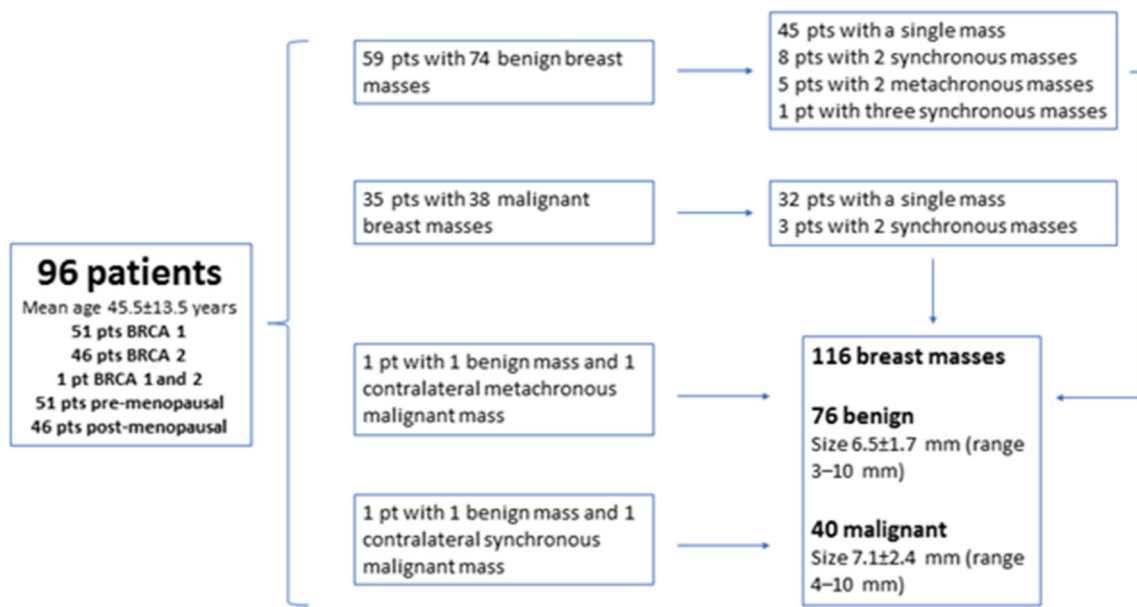 59 pts with 74 benign breast
masses
45 pts with a single mass
8 pts with 2 synchronous masses
5 pts with 2 metachronous masses
1 pt with three synchronous masses
35 pts with 38 malignant
breast masses
32 pts with a single mass
3 pts with 2 synchronous masses
96 patients
Mean age 45.5±13.5 years
51 pts BRCA 1
46 pts BRCA 2
1 pt BRCA 1 and 2
51 pts pre-menopausal
46 pts post-menopausal
1 pt with 1 benign mass and 1
contralateral metachronous
malignant mass
1 pt with 1 benign mass and 1
contralateral synchronous
malignant mass
116 breast masses
76 benign
Size 6.5±1.7 mm (range
3–10 mm)
40 malignant
Size 7.1±2.4 mm (range
4–10 mm)